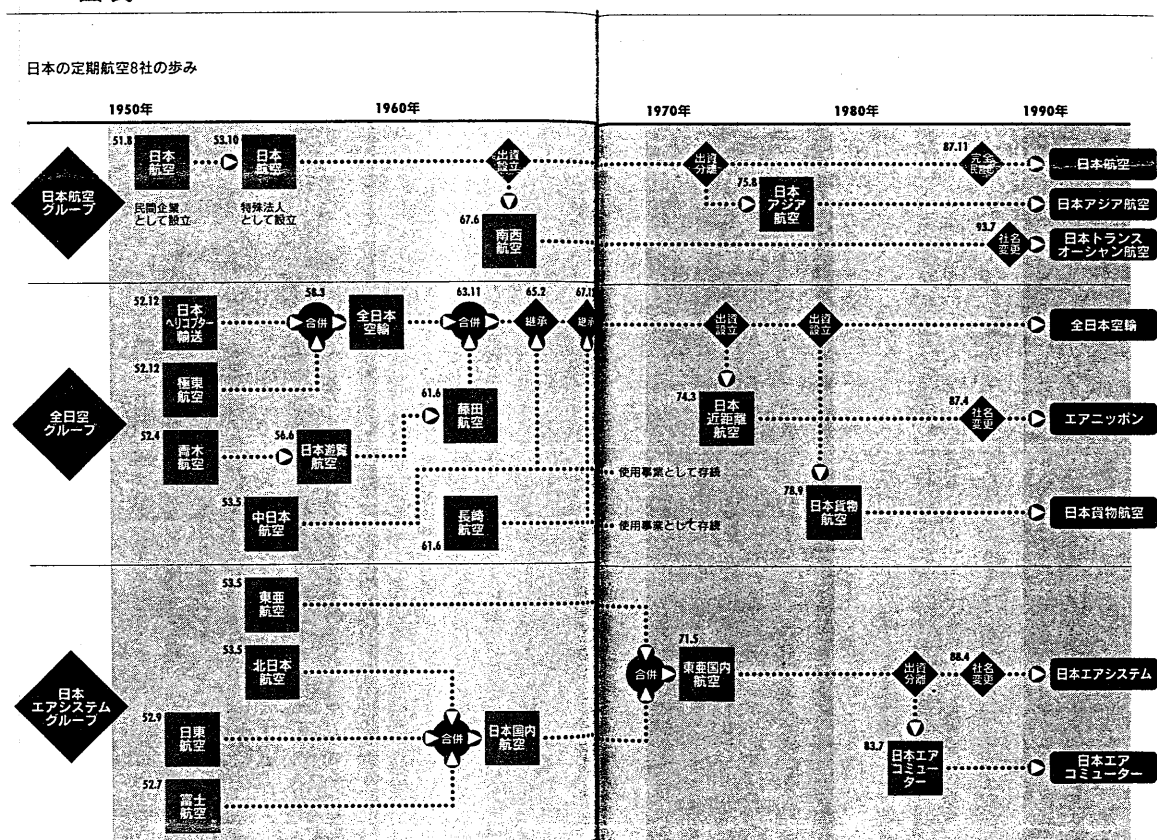 日本の定期航空8社の歩み
1950年
1960年
1970年
1980年
1990年
日本航空
グループ
51.8
日本
航空
民間企業
として設立
53.10
日本
航空
特殊法人
として設立
出資
設立
67.6
南西
航空
出資
分離
75.8
日本
アジア
航空
87.11
完全
民営化
日本航空
日本アジア航空
93.7
社名
変更
日本トランス
オーシャン航空
全日空
グループ
52.12
日本
ヘリコプター
輸送
58.3
合併
全日本
空輸
63.11
合併
65.2
継承
67.12
継承
出資
設立
出資
設立
全日本空輸
52.12
極東
航空
61.6
藤田
航空
74.3
日本
近距離
航空
87.4
社名
変更
エアニッポン
52.4
青木
航空
56.6
日本遊覧
航空
使用事業として存続
53.5
中日本
航空
長崎
航空
61.6
使用事業として存続
78.9
日本貨物
航空
日本貨物航空
日本
エアシステム
グループ
53.5
東亜
航空
53.5
北日本
航空
合併
71.5
東亜国内
航空
出資
分離
88.4
社名
変更
日本エアシステム
52.9
日東
航空
合併
日本国内
航空
83.7
日本エア
コミュー
ター
日本エア
コミューター
52.7
富士
航空